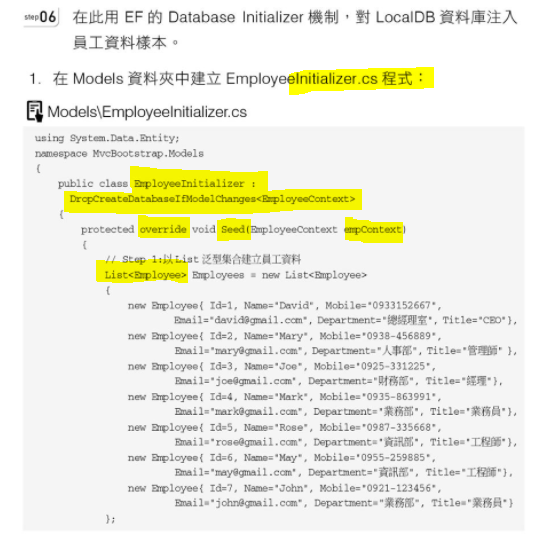 step06 在此用 EF 的 Database Initializer 機制,對 LocalDB 資料庫注入
員工資料樣本。
1. 在 Models 資料夾中建立 EmployeeInitializer.cs 程式:
Models\EmployeeInitializer.cs
using System.Data.Entity;
namespace MvcBootstrap.Models
{
public class EmployeeInitializer :
DropCreateDatabaseIfModelChanges<EmployeeContext>
{
protected override void Seed(EmployeeContext empContext)
{
// Step 1:以List 泛型集合建立員工資料
List<Employee> Employees = new List<Employee>
{
new Employee{ Id=1, Name="David", Mobile="0933152667",
Email="david@gmail.com", Department="總經理室", Title="CEO"},
new Employee{ Id=2, Name="Mary", Mobile="0938-456889",
Email="mary@gmail.com", Department="人事部", Title="管理師" },
new Employee{ Id=3, Name="Joe", Mobile="0925-331225",
Email="joe@gmail.com", Department="財務部", Title="經理"},
new Employee{ Id=4, Name="Mark", Mobile="0935-863991",
Email="mark@gmail.com", Department="業務部", Title="業務員"},
new Employee{ Id=5, Name="Rose", Mobile="0987-335668",
Email="rose@gmail.com", Department="資訊部", Title="工程師"},
new Employee{ Id=6, Name="May", Mobile="0955-259885",
Email="may@gmail.com", Department="資訊部", Title="工程師"},
new Employee{ Id=7, Name="John", Mobile="0921-123456",
Email="john@gmail.com", Department="業務部", Title="業務員"}
};